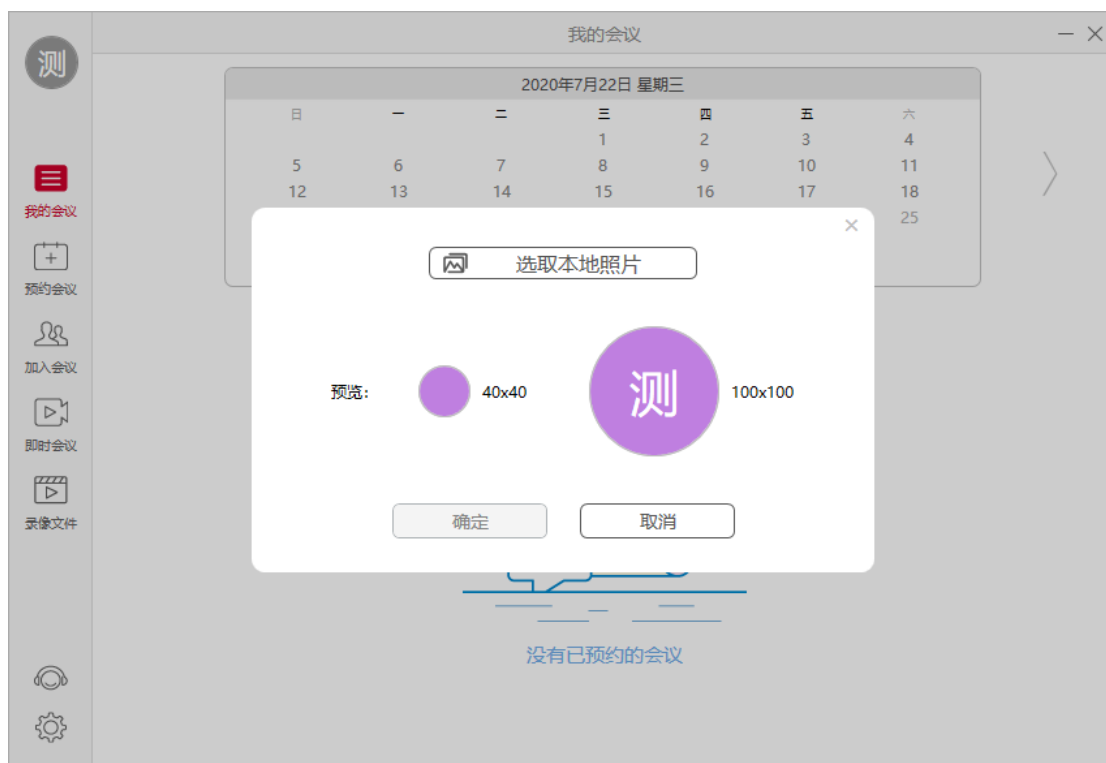 我的会议
测
2020年7月22日 星期三
日 一 二 三 四 五 六
1 2 3 4
5 6 7 8 9 10 11
12 13 14 15 16 17 18
25
我的会议
预约会议
加入会议
即时会议
录像文件
选取本地照片
预览: 40x40 测 100x100
确定 取消
没有已预约的会议